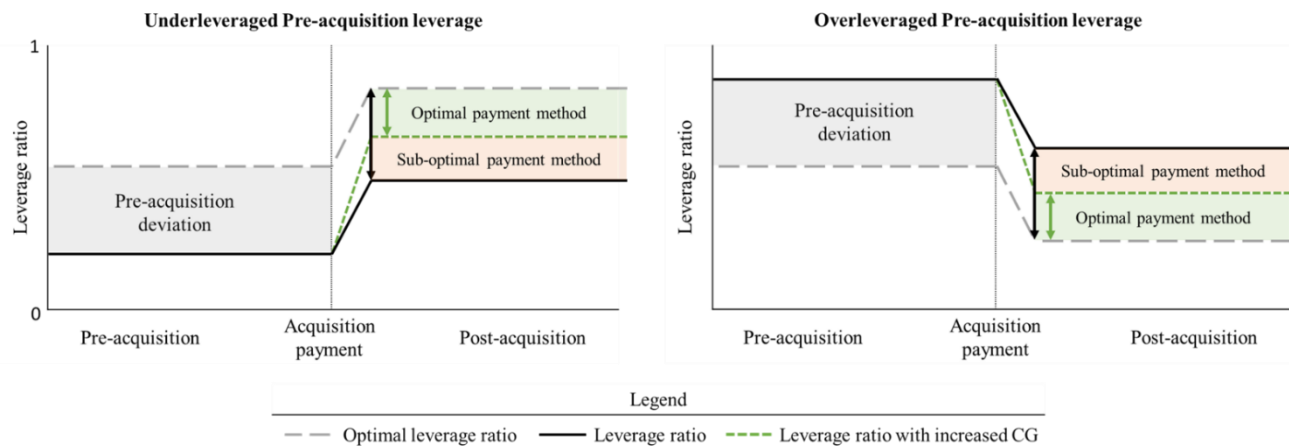 Underleveraged Pre-acquisition leverage
1
Leverage ratio
0
Pre-acquisition
deviation
Optimal payment method
Sub-optimal payment method
Pre-acquisition
Acquisition
payment
Post-acquisition
Overleveraged Pre-acquisition leverage
Leverage ratio
Pre-acquisition
deviation
Sub-optimal payment method
Optimal payment method
Pre-acquisition
Acquisition
payment
Post-acquisition
Legend
Optimal leverage ratio
Leverage ratio
Leverage ratio with increased CG